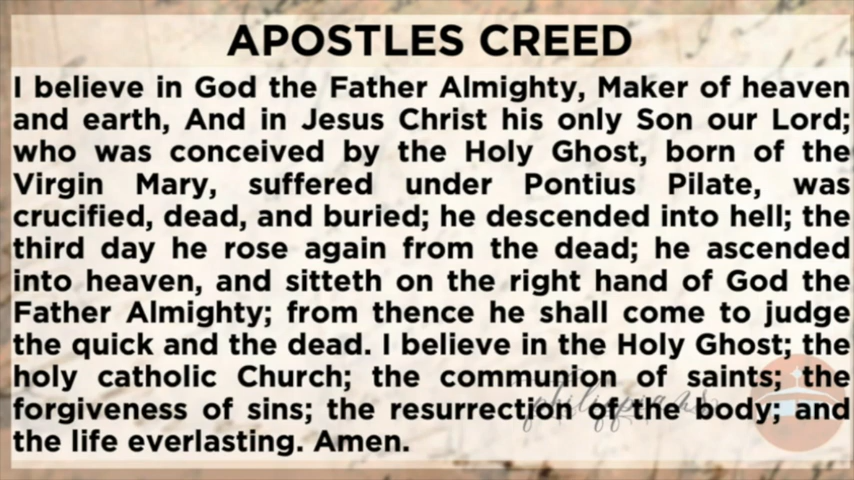 APOSTLES CREED
I believe in God the Father Almighty, Maker of heaven
and earth, And in Jesus Christ his only Son our Lord;
who was conceived by the Holy Ghost, born of the
Virgin Mary, suffered under Pontius Pilate, was
crucified, dead, and buried; he descended into hell; the
third day he rose again from the dead; he ascended
into heaven, and sitteth on the right hand of God the
Father Almighty; from thence he shall come to judge
the quick and the dead. I believe in the Holy Ghost; the
holy catholic Church; the communion of saints; the
forgiveness of sins; the resurrection of the body; and
the life everlasting. Amen.